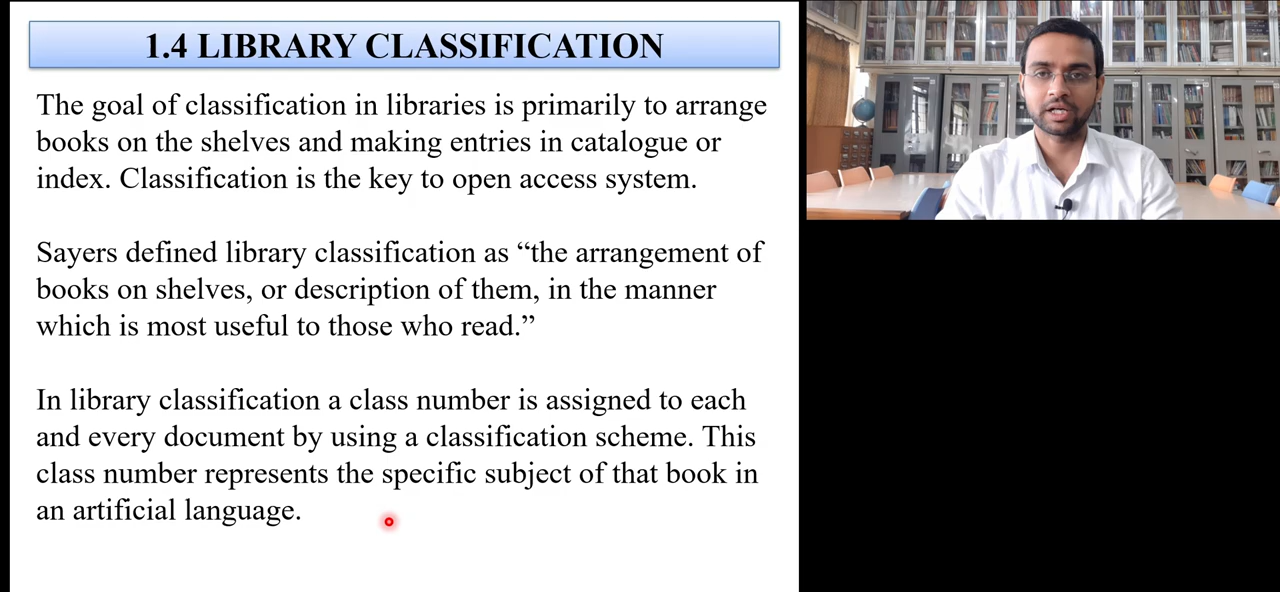 1.4 LIBRARY CLASSIFICATION
The goal of classification in libraries is primarily to arrange
books on the shelves and making entries in catalogue or
index. Classification is the key to open access system.
Sayers defined library classification as “the arrangement of
books on shelves, or description of them, in the manner
which is most useful to those who read.”
In library classification a class number is assigned to each
and every document by using a classification scheme. This
class number represents the specific subject of that book in
an artificial language.